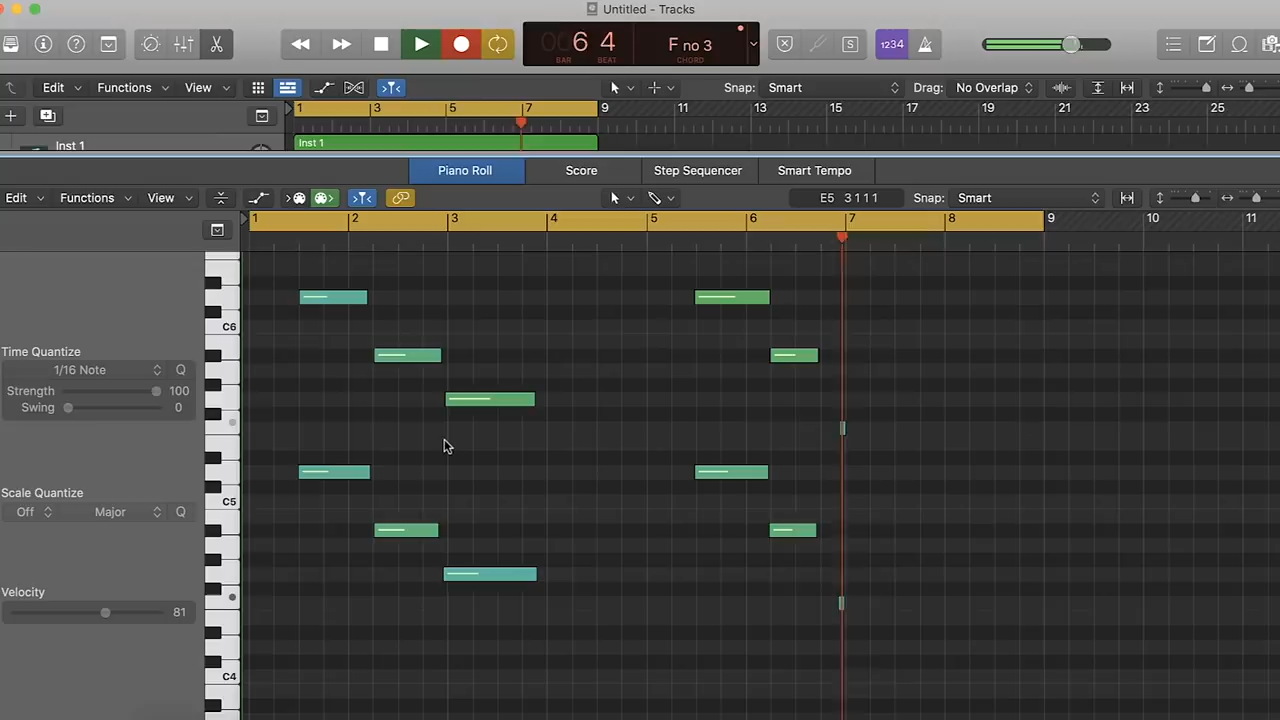 Untitled - Tracks
006 4
BAR BEAT
F no 3
CHORD
1234
Edit Functions View Snap: Smart Drag: No Overlap
1 3 5 7 9 11 13 15 17 19 21 23 25
Inst 1 Inst 1
Piano Roll Score Step Sequencer Smart Tempo
Edit Functions View E5 3 1 1 1 Snap: Smart
1 2 3 4 5 6 7 8 9 10 11
C6
Time Quantize
1/16 Note Q
Strength 100
Swing 0
Scale Quantize
C5
Off Major Q
Velocity
81
C4